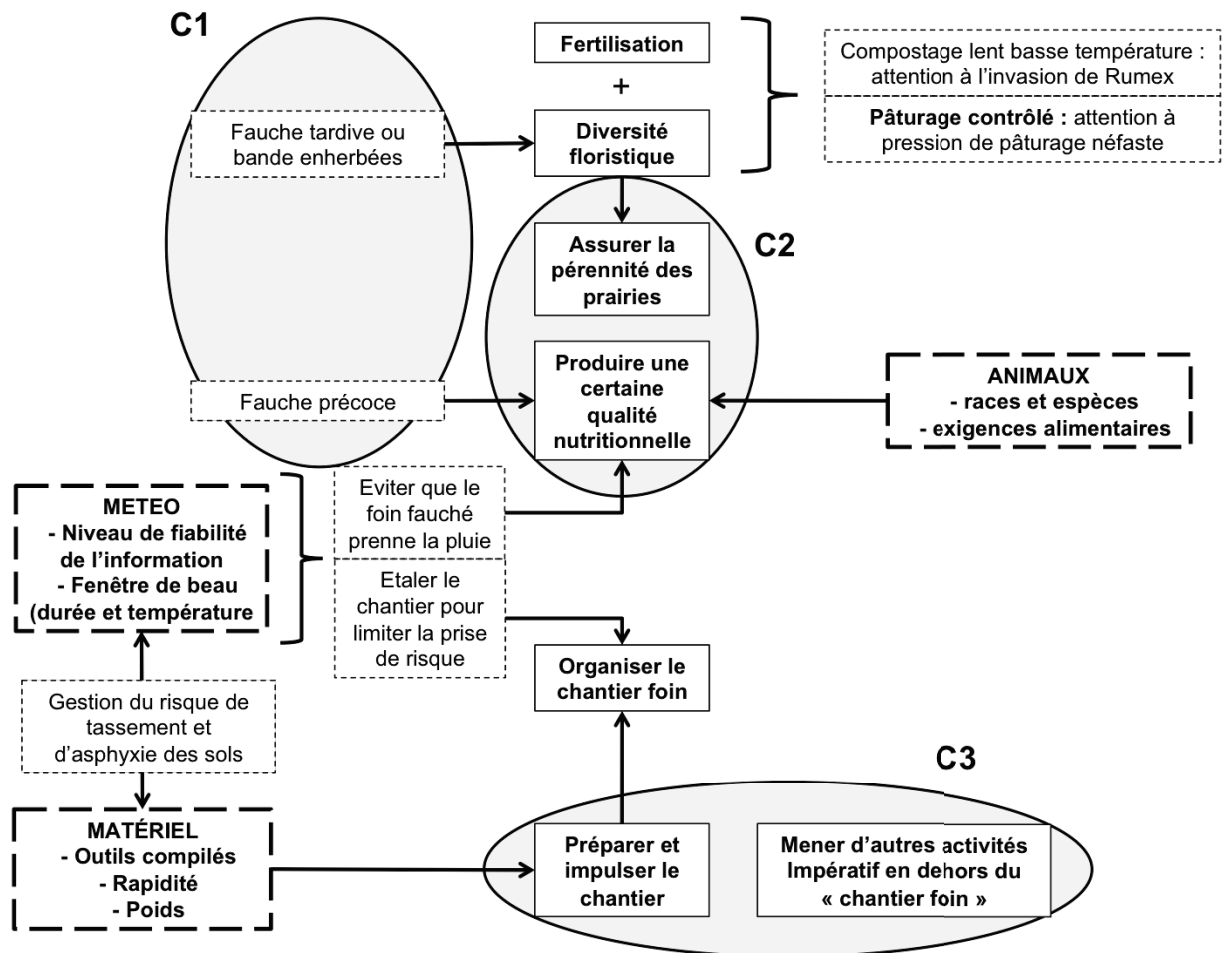 C1
Fertilisation
+
Compostage lent basse température :
attention à l’invasion de Rumex
Fauche tardive ou
bande enherbées
Diversité
floristique
Pâturage contrôlé : attention à
pression de pâturage néfaste
C2
Assurer la
pérennité des
prairies
Fauche précoce
Produire une
certaine
qualité
nutritionnelle
ANIMAUX
- races et espèces
- exigences alimentaires
METEO
- Niveau de fiabilité
de l’information
- Fenêtre de beau
(durée et température
Eviter que le
foin fauché
prenne la pluie
Etaler le
chantier pour
limiter la prise
de risque
Organiser le
chantier foin
Gestion du risque de
tassement et
d’asphyxie des sols
C3
MATÉRIEL
- Outils compilés
- Rapidité
- Poids
Préparer et
impulser le
chantier
Mener d’autres activités
Impératif en dehors du
« chantier foin »